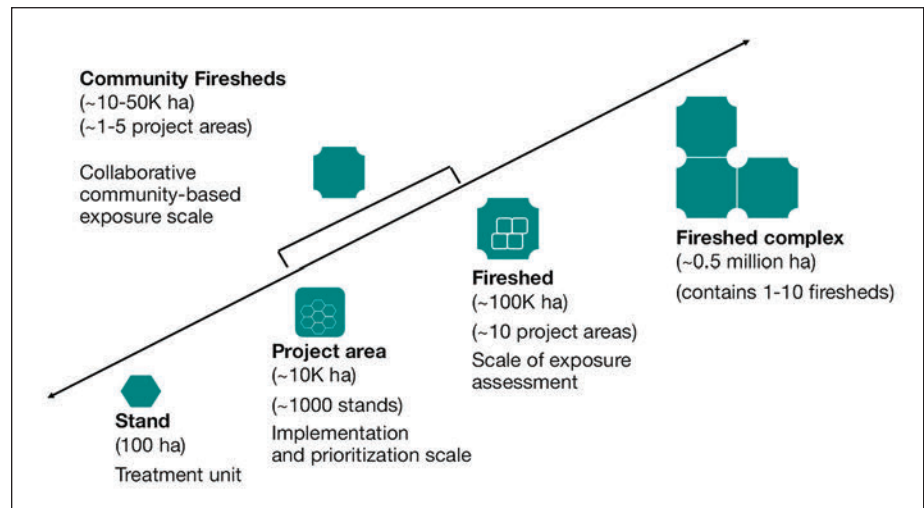 Community Firesheds
(~10-50K ha)
(~1-5 project areas)
Collaborative
community-based
exposure scale
Stand
(100 ha)
Treatment unit
Project area
(~10K ha)
(~1000 stands)
Implementation
and prioritization scale
Fireshed
(~100K ha)
(~10 project areas)
Scale of exposure
assessment
Fireshed complex
(~0.5 million ha)
(contains 1-10 firesheds)